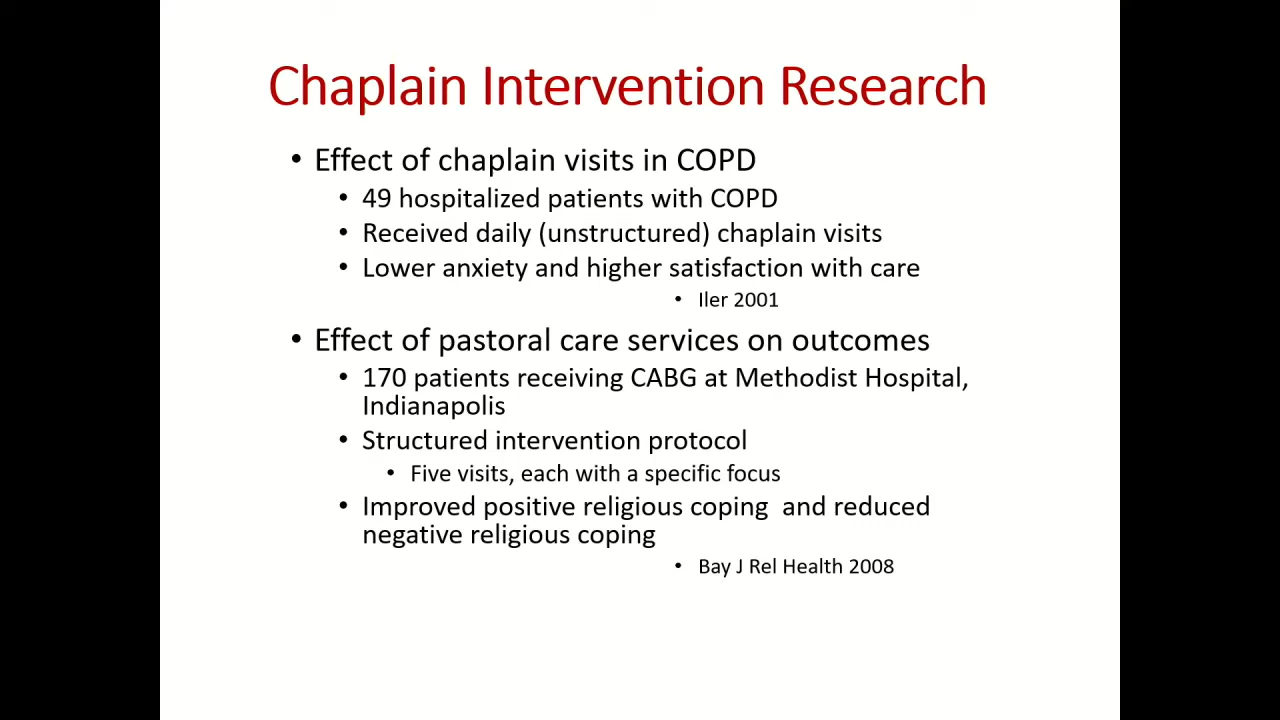 Chaplain Intervention Research
• Effect of chaplain visits in COPD
• 49 hospitalized patients with COPD
• Received daily (unstructured) chaplain visits
• Lower anxiety and higher satisfaction with care
• Iler 2001
• Effect of pastoral care services on outcomes
• 170 patients receiving CABG at Methodist Hospital,
Indianapolis
• Structured intervention protocol
• Five visits, each with a specific focus
• Improved positive religious coping  and reduced
negative religious coping
• Bay J Rel Health 2008